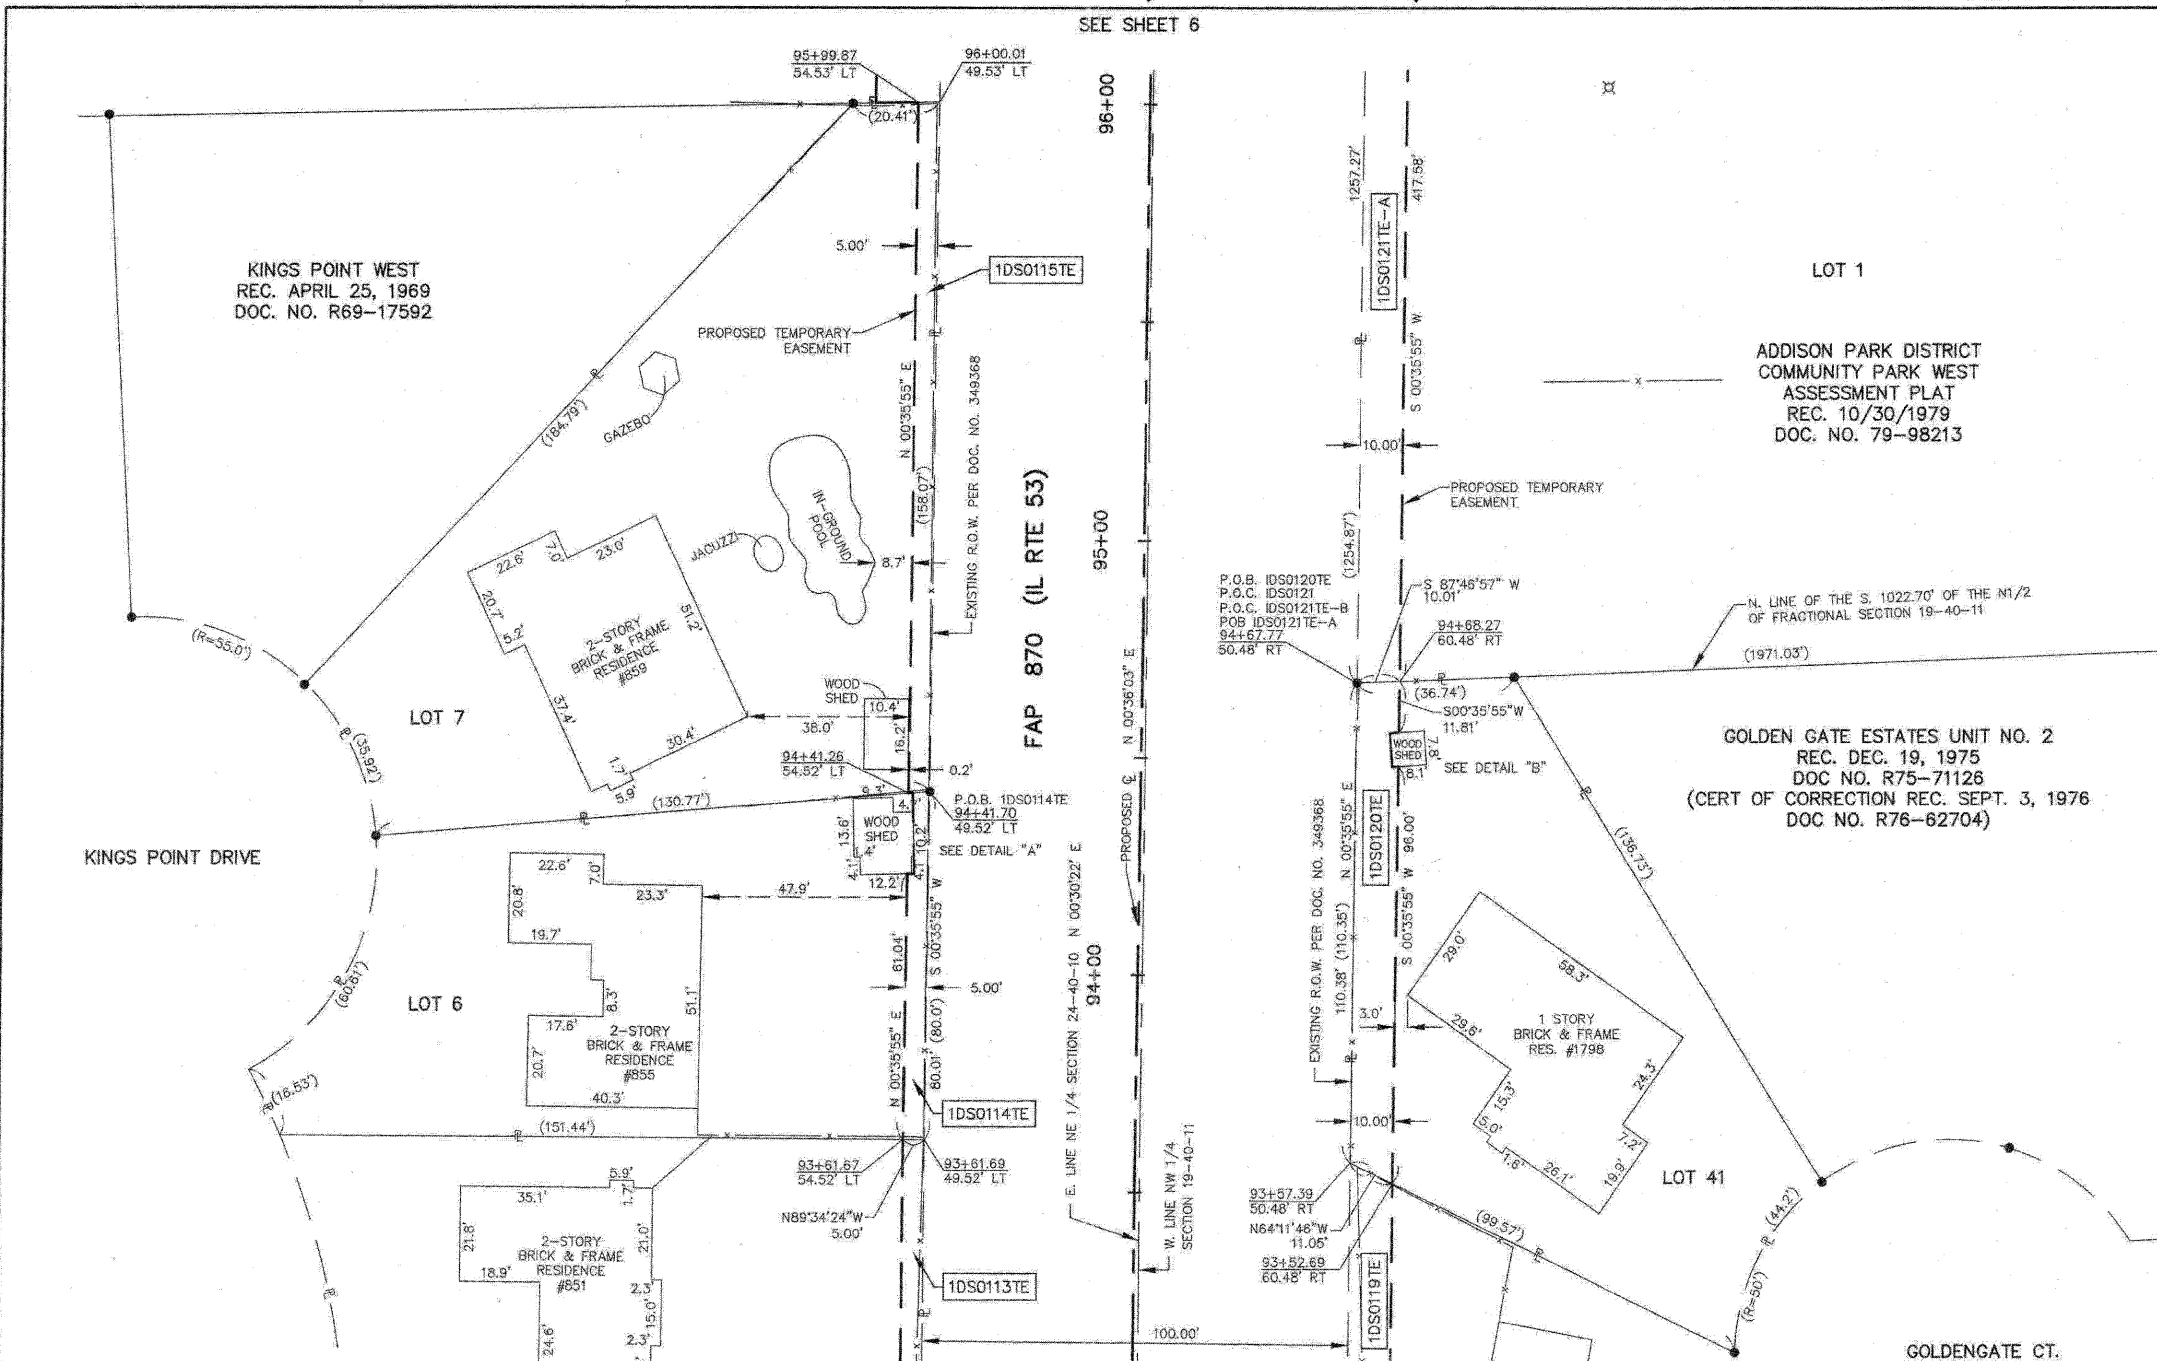 SEE SHEET 6
95+99.87
54.53' LT
96+00.01
49.53' LT
(20.41')
96+00
1257.27'
417.58'
1DS0121TE-A
5.00'
1DS0115TE
KINGS POINT WEST
REC. APRIL 25, 1969
DOC. NO. R69-17592
LOT 1
PROPOSED TEMPORARY
EASEMENT
ADDISON PARK DISTRICT
COMMUNITY PARK WEST
ASSESSMENT PLAT
REC. 10/30/1979
DOC. NO. 79-98213
N 00°35'55" E
S 00°35'55" W
EXISTING R.O.W. PER DOC. NO. 349368
(184.79')
GAZEBO
10.00'
(158.07')
FAP 870 (IL RTE 53)
95+00
PROPOSED TEMPORARY
EASEMENT
IN-GROUND
POOL
JACUZZI
8.7'
22.6'
7.0'
23.0'
20.7'
5.2'
51.2'
2-STORY
BRICK & FRAME
RESIDENCE
#859
37.4'
30.4'
1.7'
5.9'
(1254.87')
P.O.B. IDS0120TE
P.O.C. IDS0121
P.O.C. IDS0121TE-B
POB IDS0121TE-A
94+67.77
50.48' RT
S 87°46'57" W
10.01'
94+68.27
60.48' RT
N. LINE OF THE S. 1022.70' OF THE N1/2
OF FRACTIONAL SECTION 19-40-11
(1971.03')
(R=55.0')
(36.74')
S00°35'55"W
11.81'
WOOD
SHED
10.4'
16.2'
38.0'
LOT 7
(35.92')
94+41.26
54.52' LT
0.2'
N 00°36'03" E
PROPOSED ℄
WOOD
SHED
7.8'
8.1'
SEE DETAIL "B"
GOLDEN GATE ESTATES UNIT NO. 2
REC. DEC. 19, 1975
DOC NO. R75-71126
(CERT OF CORRECTION REC. SEPT. 3, 1976
DOC NO. R76-62704)
(130.77')
9.3'
P.O.B. 1DS0114TE
94+41.70
49.52' LT
WOOD
SHED
13.6'
10.2'
4.1'
12.2'
4.1'
SEE DETAIL "A"
KINGS POINT DRIVE
22.6'
7.0'
23.3'
47.9'
20.8'
19.7'
8.3'
17.6'
51.1'
2-STORY
BRICK & FRAME
RESIDENCE
#855
20.7'
40.3'
LOT 6
(60.61')
(16.53')
61.04'
S 00°35'55" W
5.00'
94+00
N 00°35'55" E
80.01' (80.0')
1DS0114TE
E. LINE NE 1/4 SECTION 24-40-10 N 00°30'22' E
EXISTING R.O.W. PER DOC. NO. 349368
N 00°35'55" E
110.38' (110.35')
1DS0120TE
S 00°35'55" W 96.00'
(136.73')
3.0'
29.0'
58.3'
29.6'
1 STORY
BRICK & FRAME
RES. #1798
24.3'
15.3'
5.0'
1.6'
26.1'
19.9'
7.2'
10.00'
(151.44')
93+61.67
54.52' LT
93+61.69
49.52' LT
N89°34'24"W
5.00'
W. LINE NW 1/4
SECTION 19-40-11
93+57.39
50.48' RT
N64°11'46"W
11.05'
93+52.69
60.48' RT
(99.57')
LOT 41
(44.2')
(R=50')
5.9'
35.1'
1.7'
21.8'
21.0'
2-STORY
BRICK & FRAME
RESIDENCE
#851
18.9'
2.3'
15.0'
2.3'
24.6'
1DS0113TE
1DS0119TE
100.00'
GOLDENGATE CT.